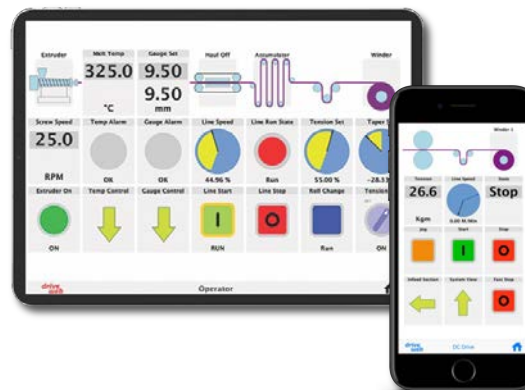 Extruder Melt Temp Gauge Set Haul Off Accumulator Winder
325.0 9.50
9.50
°C mm
Screw Speed Temp Alarm Gauge Alarm Line Speed Line Run State Tension Set Taper S
25.0
RPM OK OK 44.96 % Run 55.00 % -28.33
Extruder On Temp Control Gauge Control Line Start Line Stop Roll Change Tension
ON RUN Run ON
drive web Operator
Winder 1
Tension Line Speed State
26.6 Stop
Kgm 0.00 M/Min
Jog Start Stop
Infeed Section System View Fast Stop
drive web DC Drive